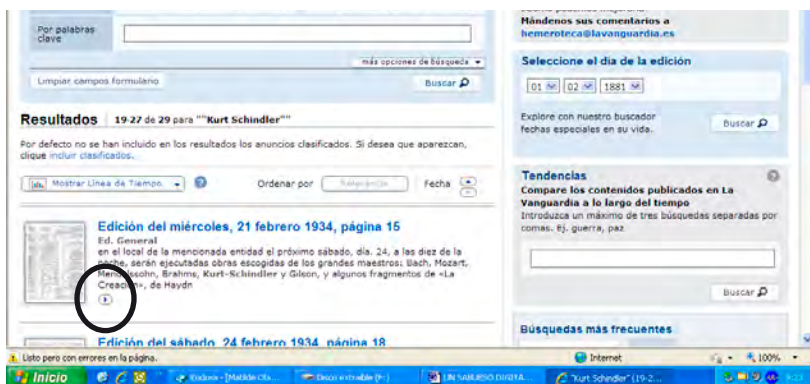 Por palabras
clave
más opciones de búsqueda
Limpiar campos formulario
Buscar
Resultados 19-27 de 29 para ""Kurt Schindler""
Por defecto no se han incluido en los resultados los anuncios clasificados. Si desea que aparezcan,
clique incluir clasificados.
Mostrar Línea de Tiempo
Ordenar por Relevancia Fecha
Edición del miércoles, 21 febrero 1934, página 15
Ed. General
en el local de la mencionada entidad el próximo sábado, día. 24, a las diez de la
noche, serán ejecutadas obras escogidas de los grandes maestros: Bach, Mozart,
Mendelssohn, Brahms, Kurt-Schindler y Gilson, y algunos fragmentos de «La
Creación», de Haydn
Edición del sábado, 24 febrero 1934, página 18
Mándenos sus comentarios a
hemeroteca@lavanguardia.es
Seleccione el día de la edición
01 02 1881
Explore con nuestro buscador
fechas especiales en su vida.
Buscar
Tendencias
Compare los contenidos publicados en La
Vanguardia a lo largo del tiempo
Introduzca un máximo de tres búsquedas separadas por
comas. Ej. guerra, paz
Buscar
Búsquedas más frecuentes
Listo pero con errores en la página.
Internet
100%
Inicio
Disco extraíble (F:)
UN SABUESO DIGITA...
"Kurt Schindler" (19-2...